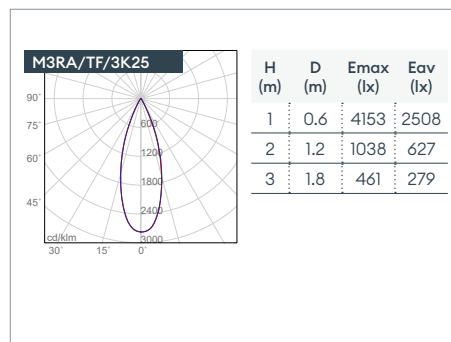 M3RA/TF/3K25
90°
75°
60°
45°
30°
15°
0°
600
1200
1800
2400
3000
cd/klm
H D Emax Eav
(m) (m) (lx) (lx)
1 0.6 4153 2508
2 1.2 1038 627
3 1.8 461 279